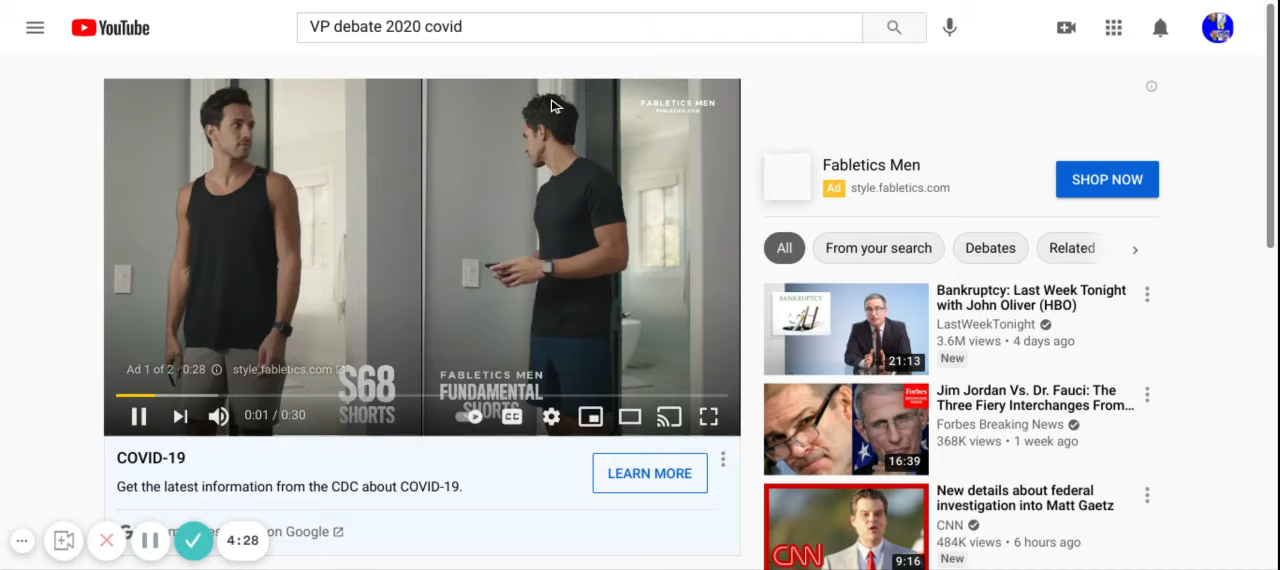 YouTube
VP debate 2020 covid
FABLETICS MEN
Ad 1 of 2 · 0:28 style.fabletics.com
$68
SHORTS
FABLETICS MEN
FUNDAMENTAL
SHORTS
0:01 / 0:30
CC
COVID-19
Get the latest information from the CDC about COVID-19.
LEARN MORE
on Google
4:28
Fabletics Men
Ad style.fabletics.com
SHOP NOW
All
From your search
Debates
Related
BANKRUPTCY
21:13
Bankruptcy: Last Week Tonight
with John Oliver (HBO)
LastWeekTonight
3.6M views • 4 days ago
New
Forbes
16:39
Jim Jordan Vs. Dr. Fauci: The
Three Fiery Interchanges From...
Forbes Breaking News
368K views • 1 week ago
CNN
9:16
New details about federal
investigation into Matt Gaetz
CNN
484K views • 6 hours ago
New